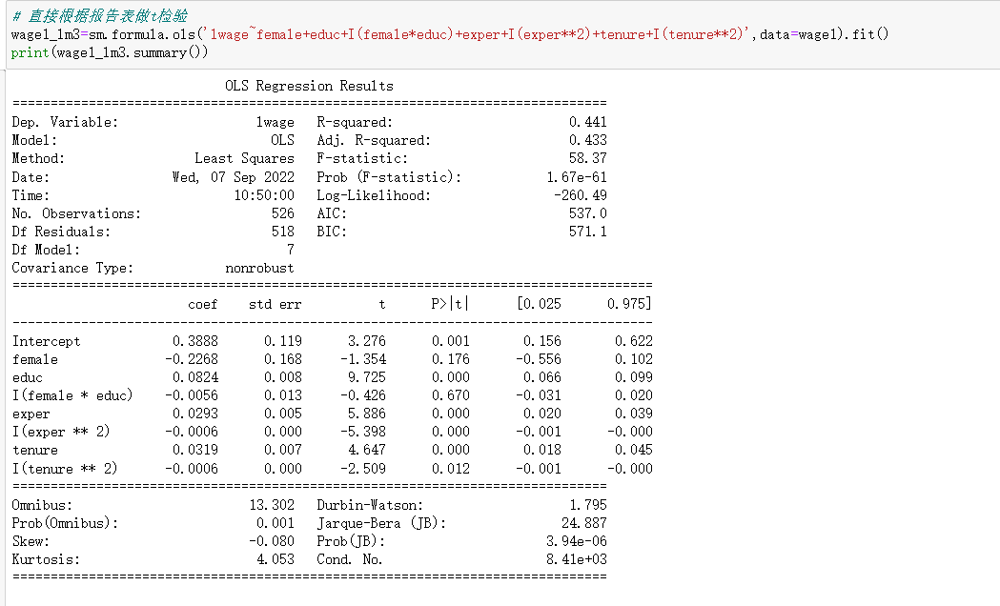 # 直接根据报告表做t检验
wage1_lm3=sm.formula.ols('lwage~female+educ+I(female*educ)+exper+I(exper**2)+tenure+I(tenure**2)',data=wage1).fit()
print(wage1_lm3.summary())
OLS Regression Results
==============================================================================
Dep. Variable: lwage R-squared: 0.441
Model: OLS Adj. R-squared: 0.433
Method: Least Squares F-statistic: 58.37
Date: Wed, 07 Sep 2022 Prob (F-statistic): 1.67e-61
Time: 10:50:00 Log-Likelihood: -260.49
No. Observations: 526 AIC: 537.0
Df Residuals: 518 BIC: 571.1
Df Model: 7
Covariance Type: nonrobust
====================================================================================
coef std err t P>|t| [0.025 0.975]
------------------------------------------------------------------------------------
Intercept 0.3888 0.119 3.276 0.001 0.156 0.622
female -0.2268 0.168 -1.354 0.176 -0.556 0.102
educ 0.0824 0.008 9.725 0.000 0.066 0.099
I(female * educ) -0.0056 0.013 -0.426 0.670 -0.031 0.020
exper 0.0293 0.005 5.886 0.000 0.020 0.039
I(exper ** 2) -0.0006 0.000 -5.398 0.000 -0.001 -0.000
tenure 0.0319 0.007 4.647 0.000 0.018 0.045
I(tenure ** 2) -0.0006 0.000 -2.509 0.012 -0.001 -0.000
==============================================================================
Omnibus: 13.302 Durbin-Watson: 1.795
Prob(Omnibus): 0.001 Jarque-Bera (JB): 24.887
Skew: -0.080 Prob(JB): 3.94e-06
Kurtosis: 4.053 Cond. No. 8.41e+03
==============================================================================